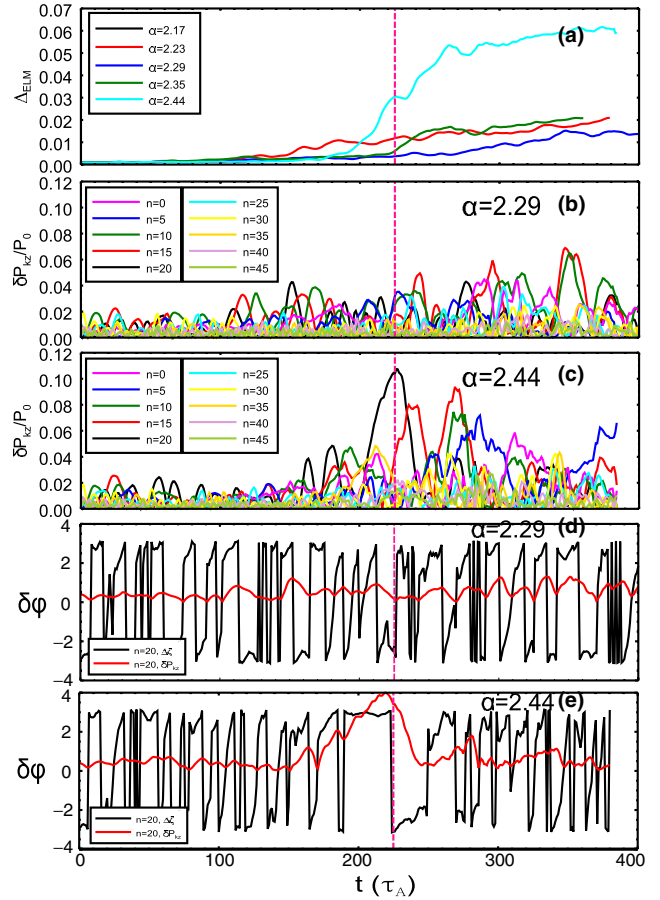 0.07
0.06
0.05
0.04
0.03
0.02
0.01
0.00
Δ_ELM
α=2.17
α=2.23
α=2.29
α=2.35
α=2.44
(a)
0.12
0.10
0.08
0.06
0.04
0.02
0.00
δP_kz/P_0
n=0
n=5
n=10
n=15
n=20
n=25
n=30
n=35
n=40
n=45
α=2.29
(b)
0.12
0.10
0.08
0.06
0.04
0.02
0.00
δP_kz/P_0
n=0
n=5
n=10
n=15
n=20
n=25
n=30
n=35
n=40
n=45
α=2.44
(c)
4
2
0
−2
−4
δφ
n=20, Δζ
n=20, δP_kz
α=2.29
(d)
4
2
0
−2
−4
δφ
n=20, Δζ
n=20, δP_kz
α=2.44
(e)
0 100 200 300 400
t (τ_A)